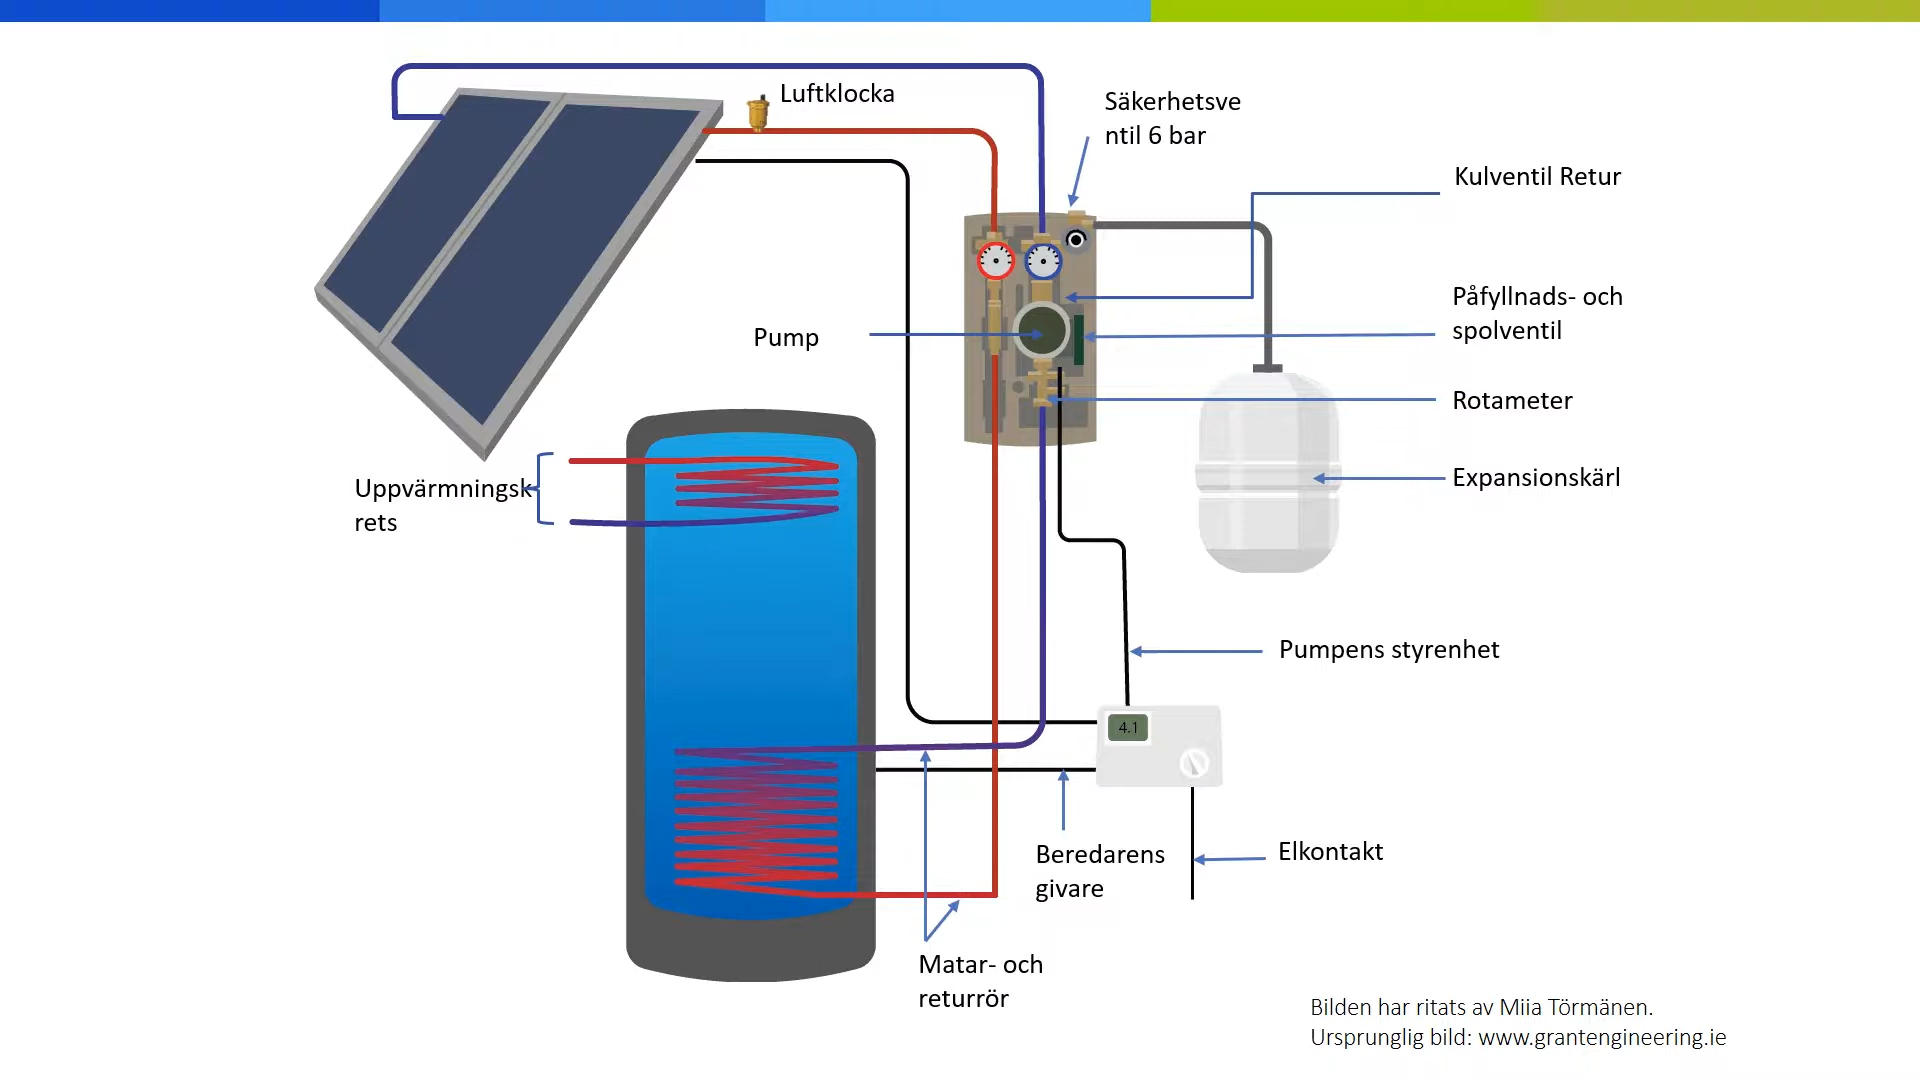 Luftklocka
Säkerhetsve
ntil 6 bar
Kulventil Retur
Påfyllnads- och
spolventil
Pump
Rotameter
Expansionskärl
Uppvärmningsk
rets
Pumpens styrenhet
4.1
Beredarens
givare
Elkontakt
Matar- och
returrör
Bilden har ritats av Miia Törmänen.
Ursprunglig bild: www.grantengineering.ie